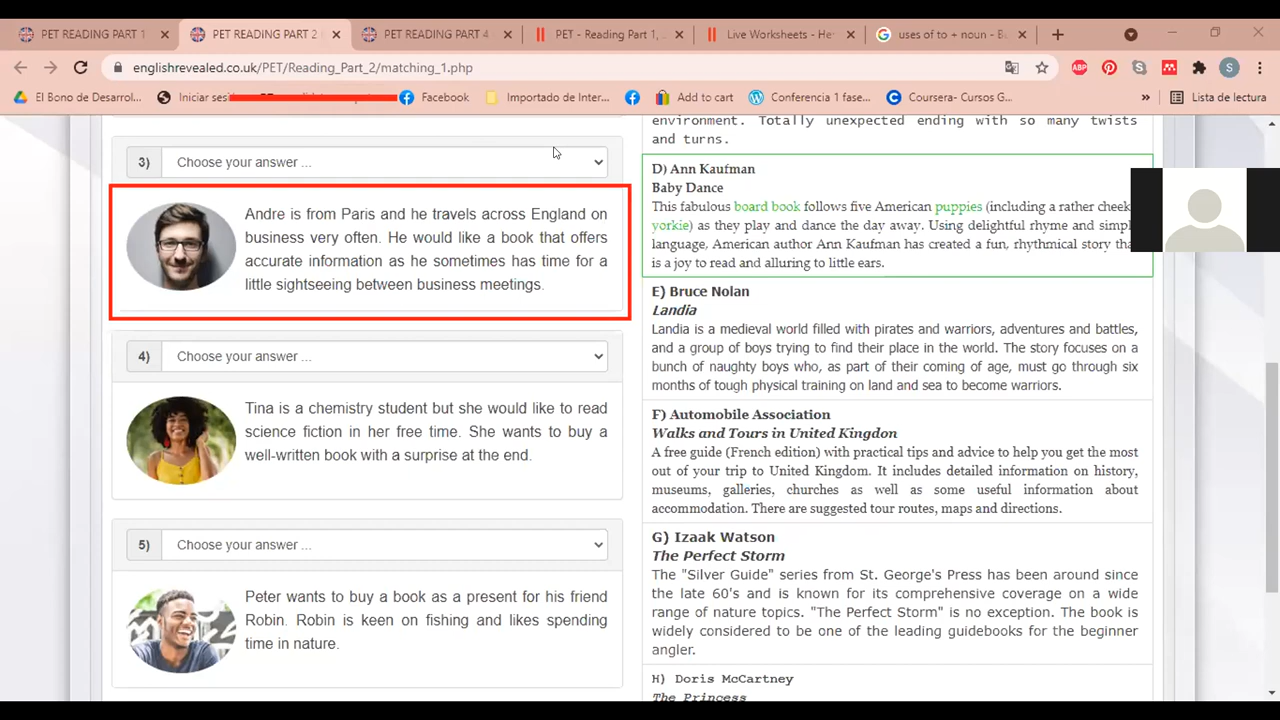 PET READING PART 1
PET READING PART 2
PET READING PART 4
PET - Reading Part 1, ...
Live Worksheets - He
uses of to + noun - Bu
englishrevealed.co.uk/PET/Reading_Part_2/matching_1.php
ABP
S
El Bono de Desarrol...
Iniciar
Facebook
Importado de Inter...
Add to cart
Conferencia 1 fase...
Coursera- Cursos G...
»
Lista de lectura
3)
Choose your answer ...
Andre is from Paris and he travels across England on
business very often. He would like a book that offers
accurate information as he sometimes has time for a
little sightseeing between business meetings.
4)
Choose your answer ...
Tina is a chemistry student but she would like to read
science fiction in her free time. She wants to buy a
well-written book with a surprise at the end.
5)
Choose your answer ...
Peter wants to buy a book as a present for his friend
Robin. Robin is keen on fishing and likes spending
time in nature.
environment. Totally unexpected ending with so many twists
and turns.
D) Ann Kaufman
Baby Dance
This fabulous board book follows five American puppies (including a rather cheek
yorkie) as they play and dance the day away. Using delightful rhyme and simpl
language, American author Ann Kaufman has created a fun, rhythmical story tha
is a joy to read and alluring to little ears.
E) Bruce Nolan
Landia
Landia is a medieval world filled with pirates and warriors, adventures and battles,
and a group of boys trying to find their place in the world. The story focuses on a
bunch of naughty boys who, as part of their coming of age, must go through six
months of tough physical training on land and sea to become warriors.
F) Automobile Association
Walks and Tours in United Kingdon
A free guide (French edition) with practical tips and advice to help you get the most
out of your trip to United Kingdom. It includes detailed information on history,
museums, galleries, churches as well as some useful information about
accommodation. There are suggested tour routes, maps and directions.
G) Izaak Watson
The Perfect Storm
The "Silver Guide" series from St. George's Press has been around since
the late 60's and is known for its comprehensive coverage on a wide
range of nature topics. "The Perfect Storm" is no exception. The book is
widely considered to be one of the leading guidebooks for the beginner
angler.
H) Doris McCartney
The Princess